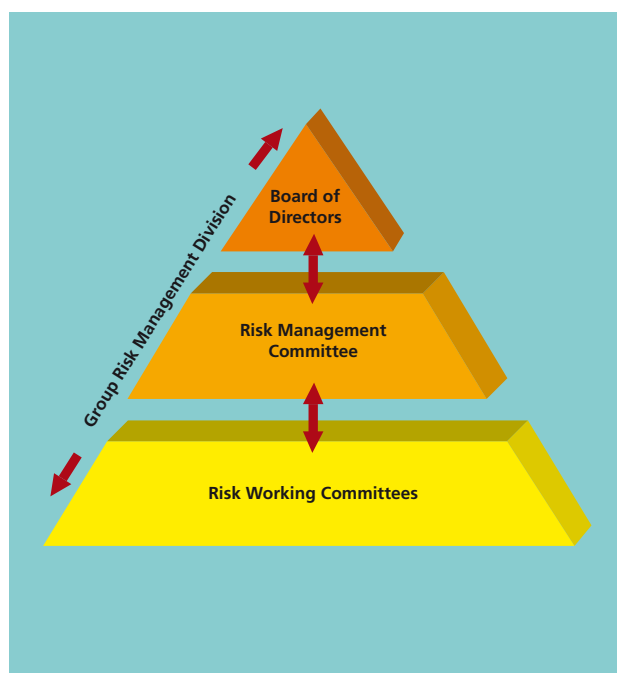 Board of
Directors
Group Risk Management Division
Risk Management
Committee
Risk Working Committees